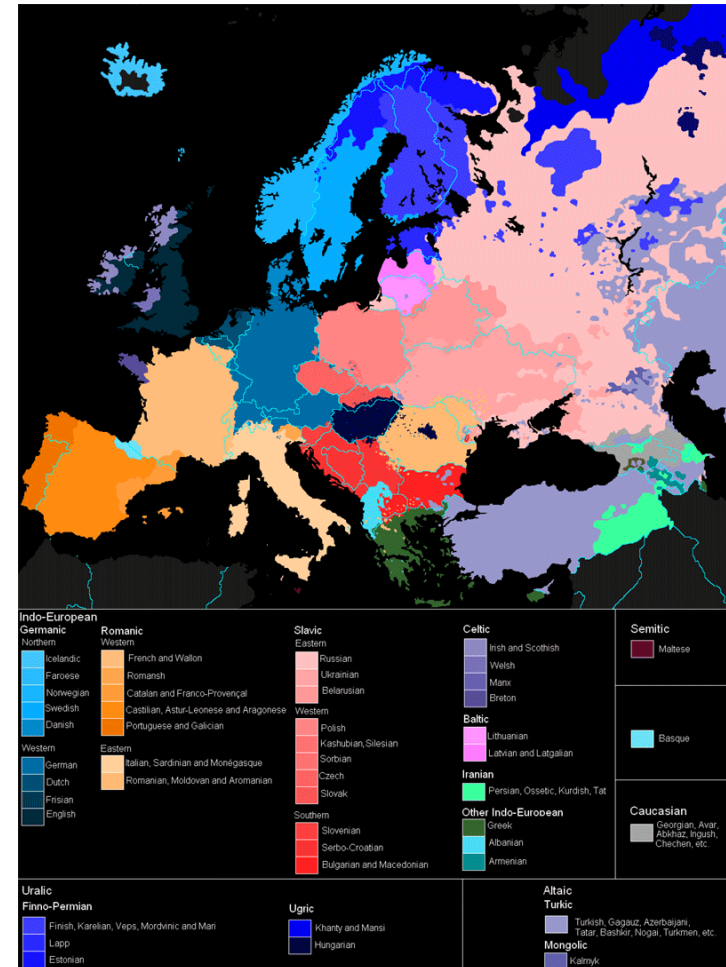 Indo-European
Germanic
Northern
Icelandic
Faroese
Norwegian
Swedish
Danish
Western
German
Dutch
Frisian
English
Romanic
Western
French and Wallon
Romansh
Catalan and Franco-Provençal
Castilian, Astur-Leonese and Aragonese
Portuguese and Galician
Eastern
Italian, Sardinian and Monégasque
Romanian, Moldovan and Aromanian
Slavic
Eastern
Russian
Ukrainian
Belarusian
Western
Polish
Kashubian,Silesian
Sorbian
Czech
Slovak
Southern
Slovenian
Serbo-Croatian
Bulgarian and Macedonian
Celtic
Irish and Scothish
Welsh
Manx
Breton
Baltic
Lithuanian
Latvian and Latgalian
Iranian
Persian, Ossetic, Kurdish, Tat
Other Indo-European
Greek
Albanian
Armenian
Semitic
Maltese
Basque
Caucasian
Georgian, Avar,
Abkhaz, Ingush,
Chechen, etc.
Uralic
Finno-Permian
Finish, Karelian, Veps, Mordvinic and Mari
Lapp
Estonian
Ugric
Khanty and Mansi
Hungarian
Altaic
Turkic
Turkish, Gagauz, Azerbaijani,
Tatar, Bashkir, Nogai, Turkmen, etc.
Mongolic
Kalmyk